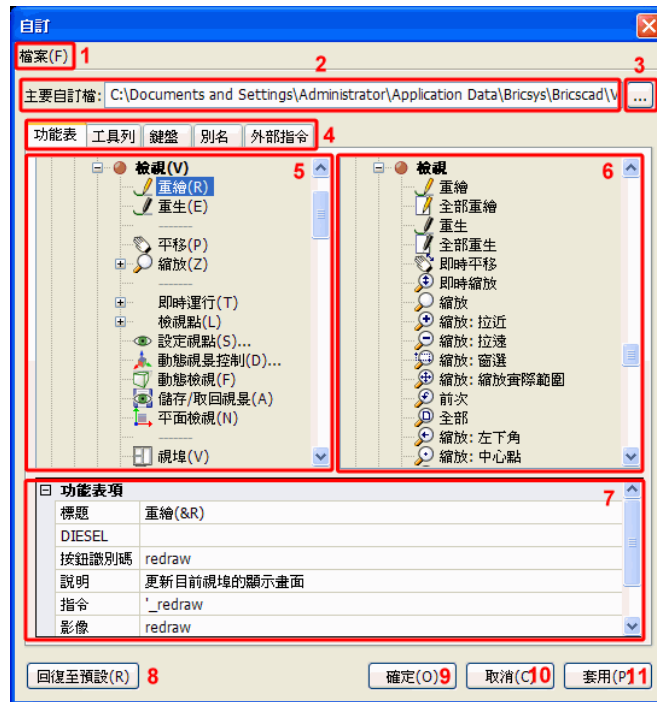 自訂
檔案(F) 1
2
3
主要自訂檔: C:\Documents and Settings\Administrator\Application Data\Bricsys\Bricscad\V
...
功能表 工具列 鍵盤 別名 外部指令 4
5
檢視(V)
重繪(R)
重生(E)
平移(P)
縮放(Z)
即時運行(T)
檢視點(L)
設定視點(S)...
動態視景控制(D)...
動態檢視(F)
儲存/取回視景(A)
平面檢視(N)
視埠(V)
6
檢視
重繪
全部重繪
重生
全部重生
即時平移
即時縮放
縮放
縮放: 拉近
縮放: 拉遠
縮放: 窗選
縮放: 縮放實際範圍
前次
全部
縮放: 左下角
縮放: 中心點
功能表項 7
標題 重繪(&R)
DIESEL
按鈕識別碼 redraw
說明 更新目前視埠的顯示畫面
指令 '_redraw
影像 redraw
回復至預設(R) 8
確定(O) 9
取消(C 10
套用(P 11